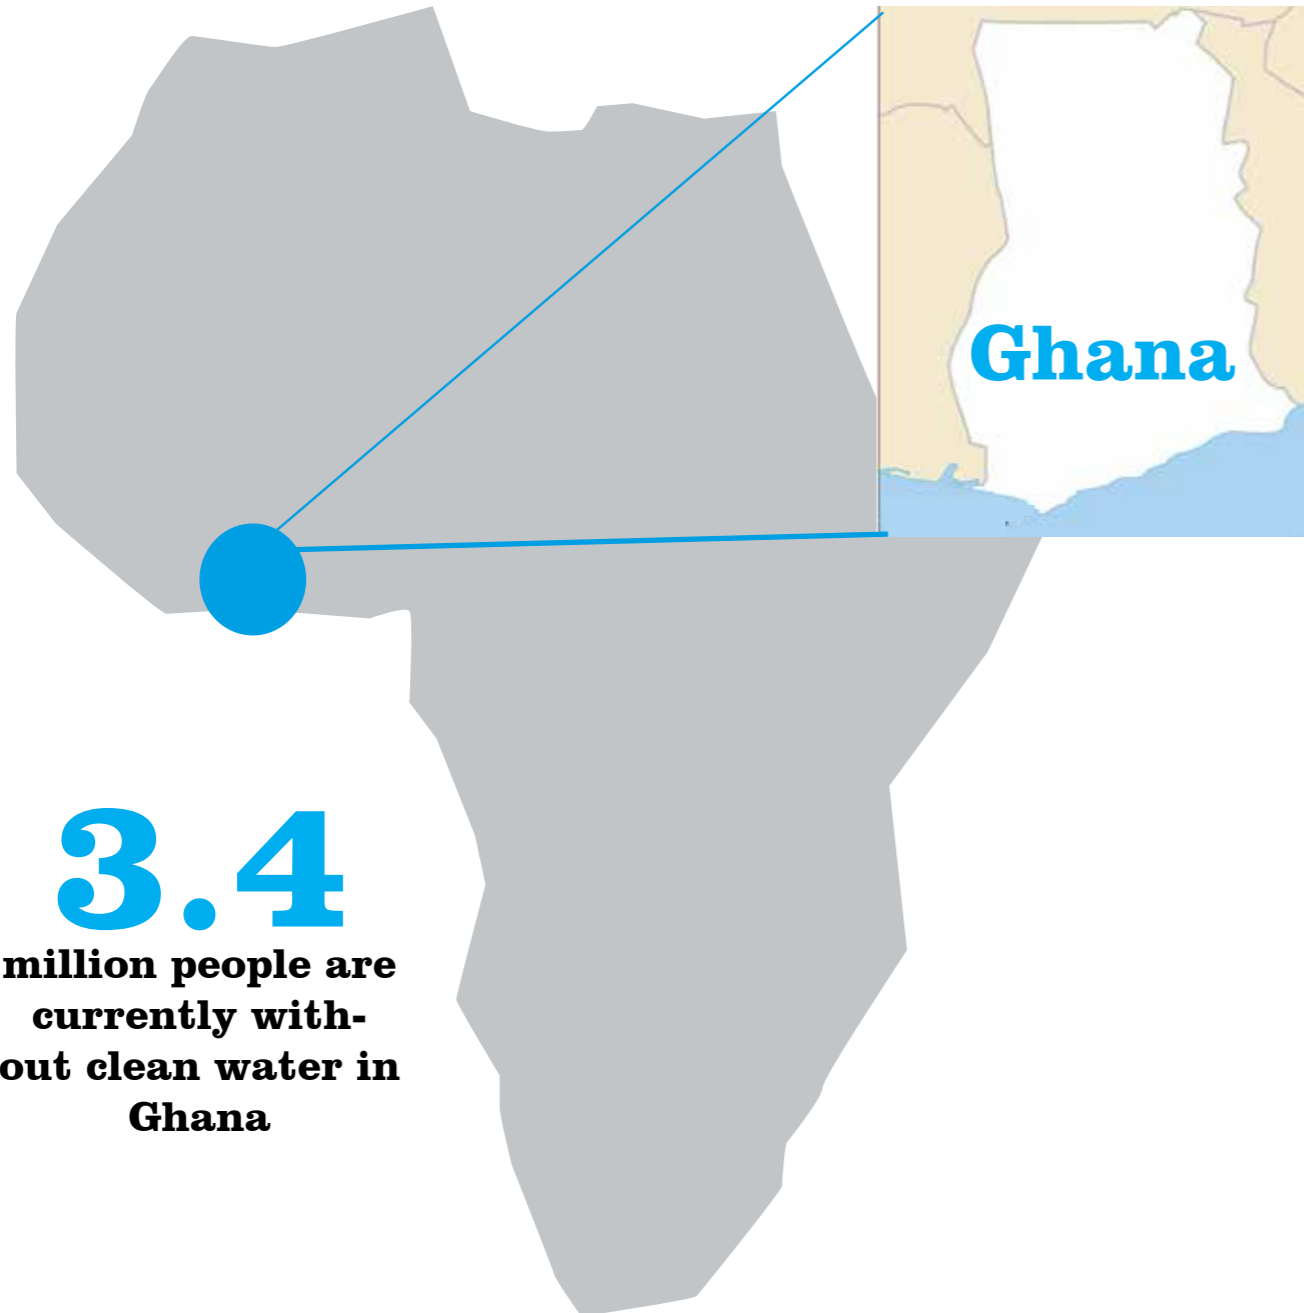 Ghana
3.4
million people are
currently with-
out clean water in
Ghana